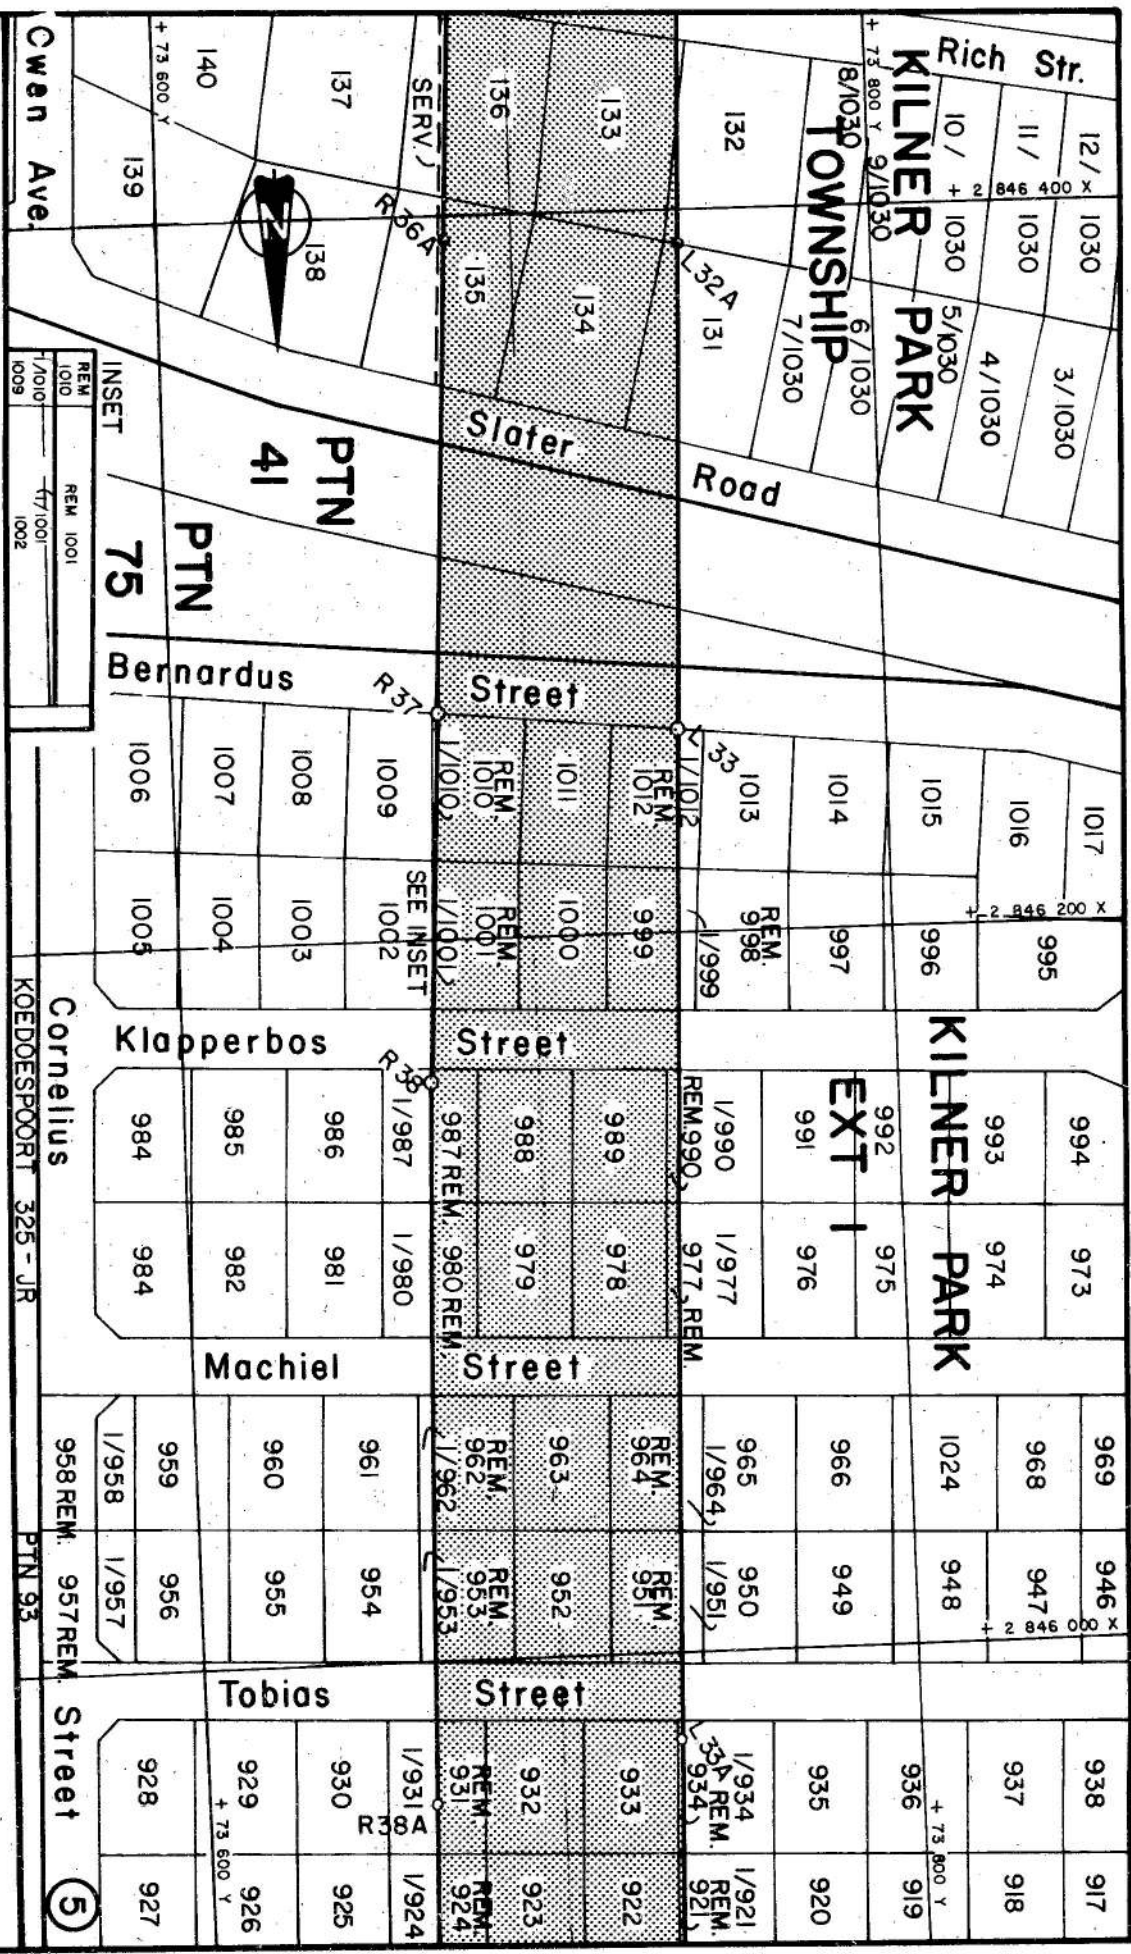 Rich Str.
12/ 1030
11/ 1030
10/ 1030
9/1030
8/1030
+ 73 800 Y
+ 2 846 400 X
KILNER PARK
TOWNSHIP
3/1030
4/1030
5/1030
6/1030
7/1030
132
131
133
134
136
135
137
138
140
139
SERV.
R36A
L32A
N
+ 73 600 Y
Cwen Ave.
Slater Road
PTN
41
PTN
75
INSET
REM
1010
1/1010
1009
REM 1001
1/1001
1002
Bernardus Street
R37
L33
1017
1016
1015
1014
1013
1/1012
REM.
1012
1011
REM.
1010
1/1010
1009
1008
1007
1006
+ 2 846 200 X
995
996
997
REM.
998
1/999
999
1000
REM.
1001
1/1001
SEE INSET
1002
10013
1004
1005
Klapperbos Street
R38
KILNER PARK
EXT 1
994
993
992
991
1/990
REM.990
989
988
987 REM.
1/987
986
985
984
973
974
975
976
1/977
977 REM.
978
979
980 REM.
1/980
981
982
984
Machiel Street
969
968
1024
966
965
1/964
REM.
964
963
REM.
962
1/962
961
960
959
1/958
958 REM.
946
947
948
949
950
1/951
REM.
951
952
REM.
953
1/953
954
955
956
1/957
957 REM.
+ 2 846 000 X
Tobias Street
938
937
936
935
1/934
L33A REM.
934
933
932
REM.
931
1/931
R38A
930
929
928
+ 73 800 Y
+ 73 600 Y
917
918
919
920
1/921
REM.
921
922
923
REM.
924
1/924
925
926
927
Cornelius Street
KOEDOESPOORT 325 - JR
PTN 93
5